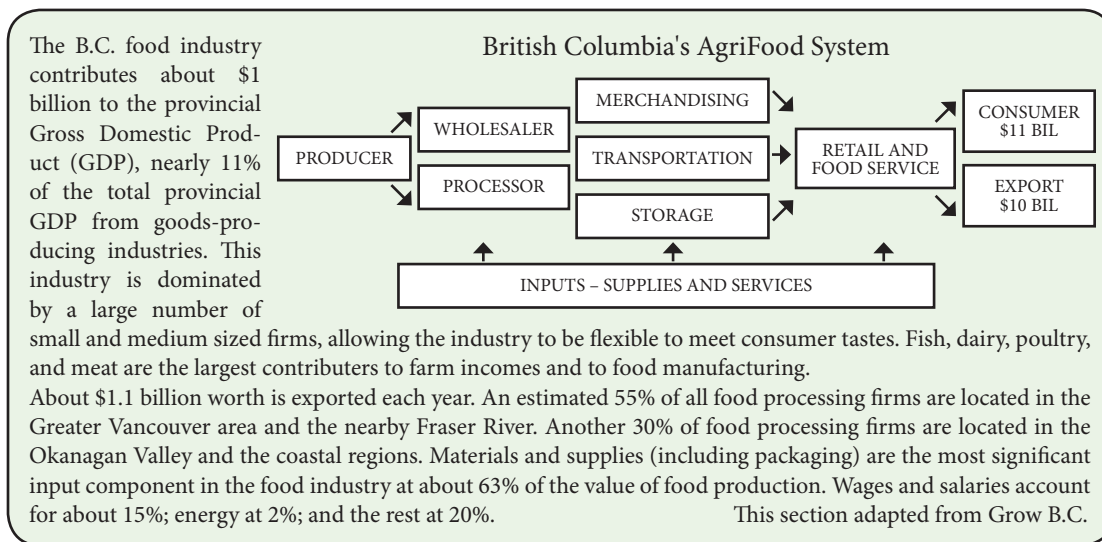 The B.C. food industry
contributes about $1
billion to the provincial
Gross Domestic Prod-
uct (GDP), nearly 11%
of the total provincial
GDP from goods-pro-
ducing industries. This
industry is dominated
by a large number of
British Columbia's AgriFood System
PRODUCER
WHOLESALER
PROCESSOR
MERCHANDISING
TRANSPORTATION
STORAGE
RETAIL AND
FOOD SERVICE
CONSUMER
$11 BIL
EXPORT
$10 BIL
INPUTS – SUPPLIES AND SERVICES
small and medium sized firms, allowing the industry to be flexible to meet consumer tastes. Fish, dairy, poultry,
and meat are the largest contributers to farm incomes and to food manufacturing.
About $1.1 billion worth is exported each year. An estimated 55% of all food processing firms are located in the
Greater Vancouver area and the nearby Fraser River. Another 30% of food processing firms are located in the
Okanagan Valley and the coastal regions. Materials and supplies (including packaging) are the most significant
input component in the food industry at about 63% of the value of food production. Wages and salaries account
for about 15%; energy at 2%; and the rest at 20%. This section adapted from Grow B.C.